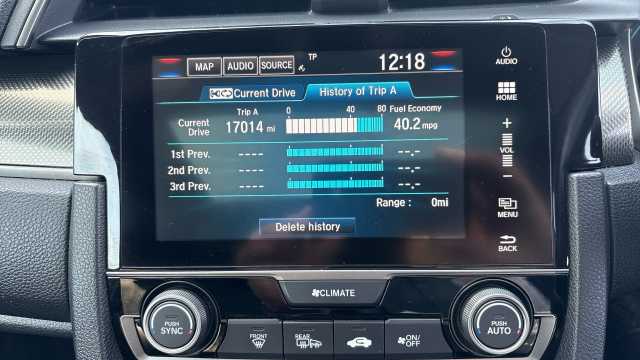 MAP AUDIO SOURCE TP 12:18
Current Drive History of Trip A
Trip A 0 40 80 Fuel Economy
Current Drive 17014 mi 40.2 mpg
1st Prev. ---- --.-
2nd Prev. ---- --.-
3rd Prev. ---- --.-
Range : 0mi
Delete history
AUDIO
HOME
+
VOL
−
MENU
BACK
CLIMATE
PUSH SYNC
FRONT
REAR
ON/OFF
PUSH AUTO